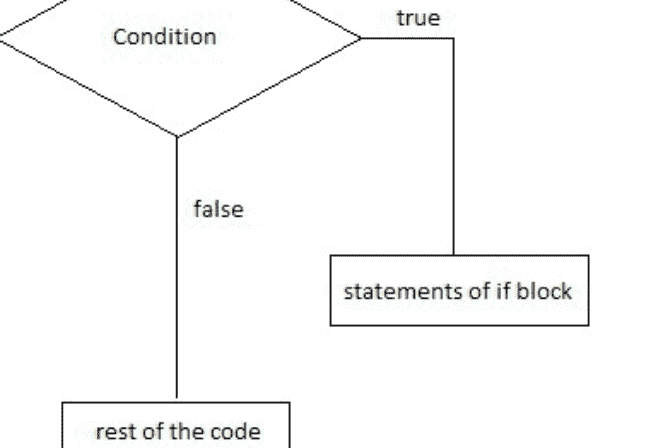 true
Condition
false
statements of if block
rest of the code